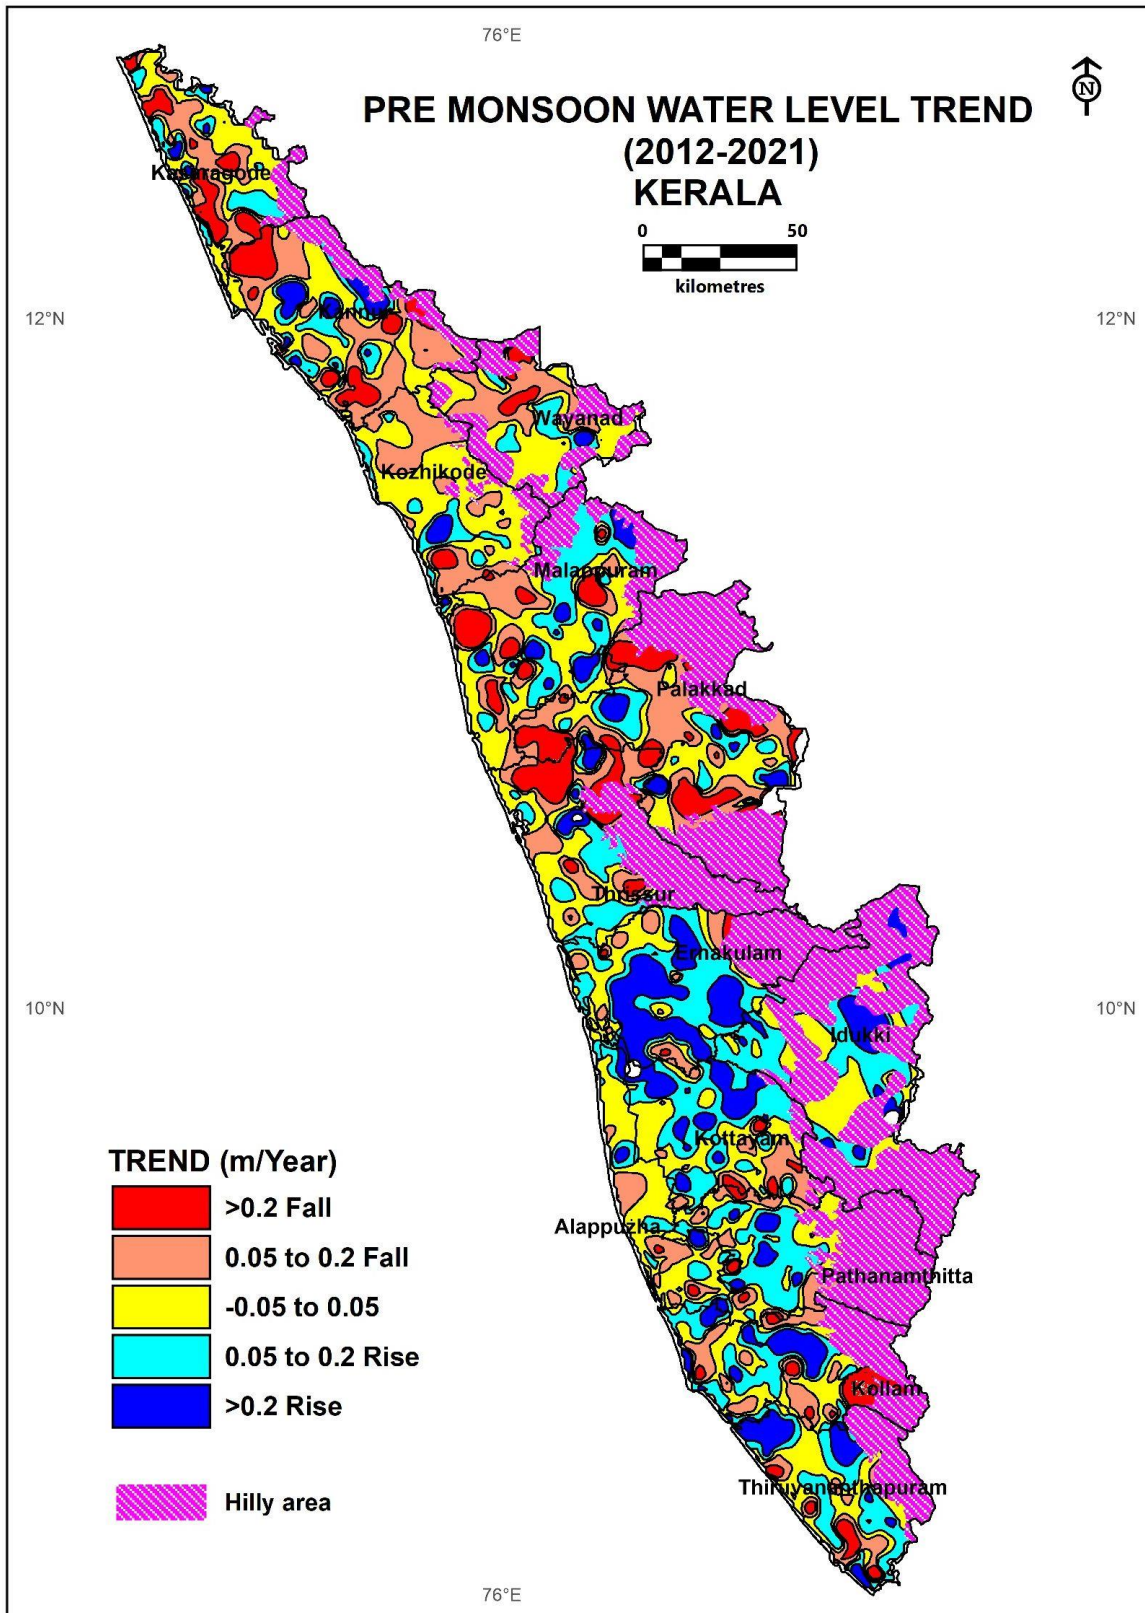 76°E
N
PRE MONSOON WATER LEVEL TREND
(2012-2021)
KERALA
0 50
kilometres
Kasaragode
12°N 12°N
Kannur
Wayanad
Kozhikode
Malappuram
Palakkad
Thrissur
Ernakulam
10°N 10°N
Idukki
Kottayam
TREND (m/Year)
>0.2 Fall
0.05 to 0.2 Fall
-0.05 to 0.05
0.05 to 0.2 Rise
>0.2 Rise
Hilly area
Alappuzha
Pathanamthitta
Kollam
Thiruvananthapuram
76°E